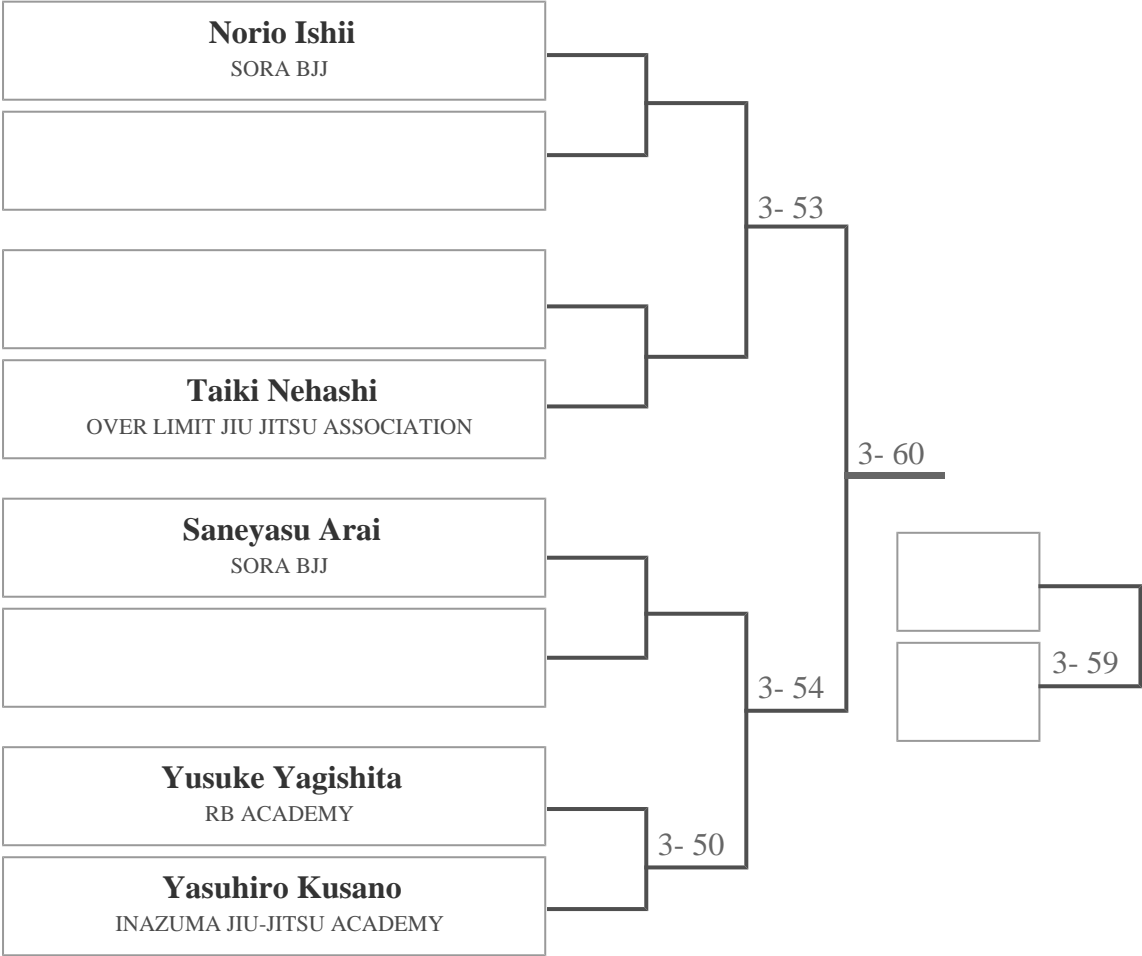 Norio Ishii
SORA BJJ
3- 53
Taiki Nehashi
OVER LIMIT JIU JITSU ASSOCIATION
3- 60
Saneyasu Arai
SORA BJJ
3- 59
3- 54
Yusuke Yagishita
RB ACADEMY
3- 50
Yasuhiro Kusano
INAZUMA JIU-JITSU ACADEMY